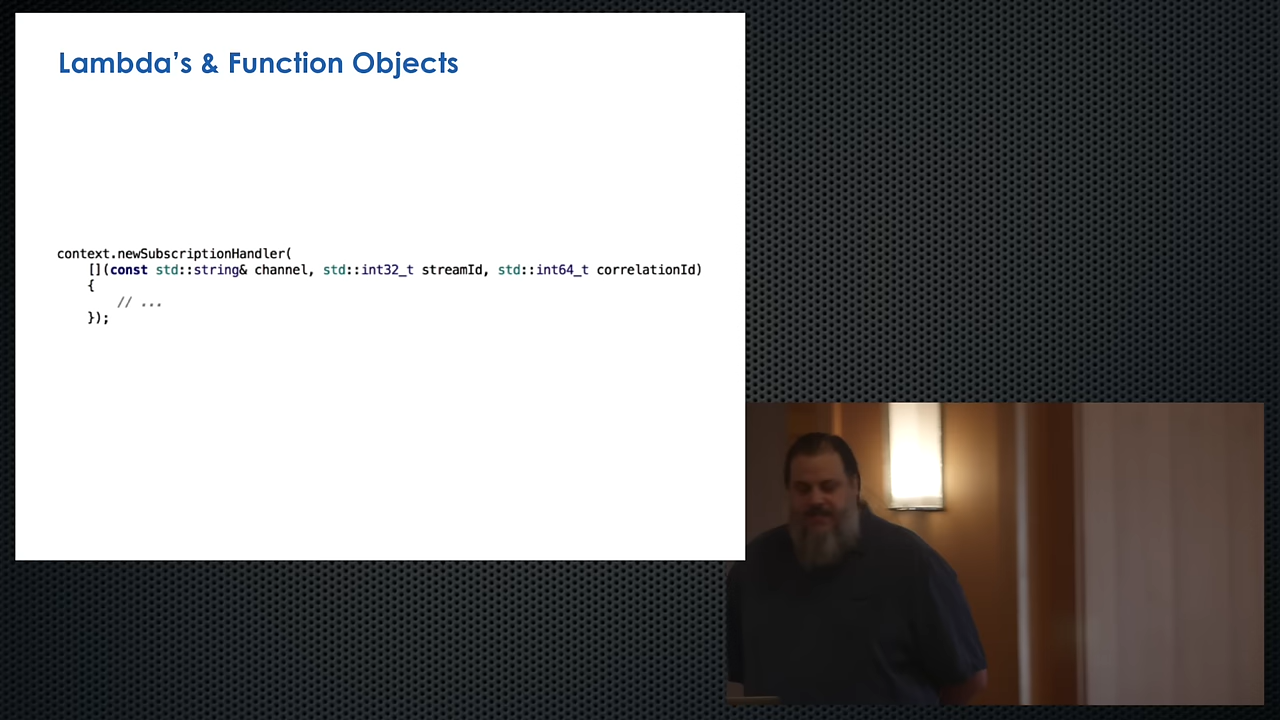 Lambda’s & Function Objects
context.newSubscriptionHandler(
[](const std::string& channel, std::int32_t streamId, std::int64_t correlationId)
{
// ...
});